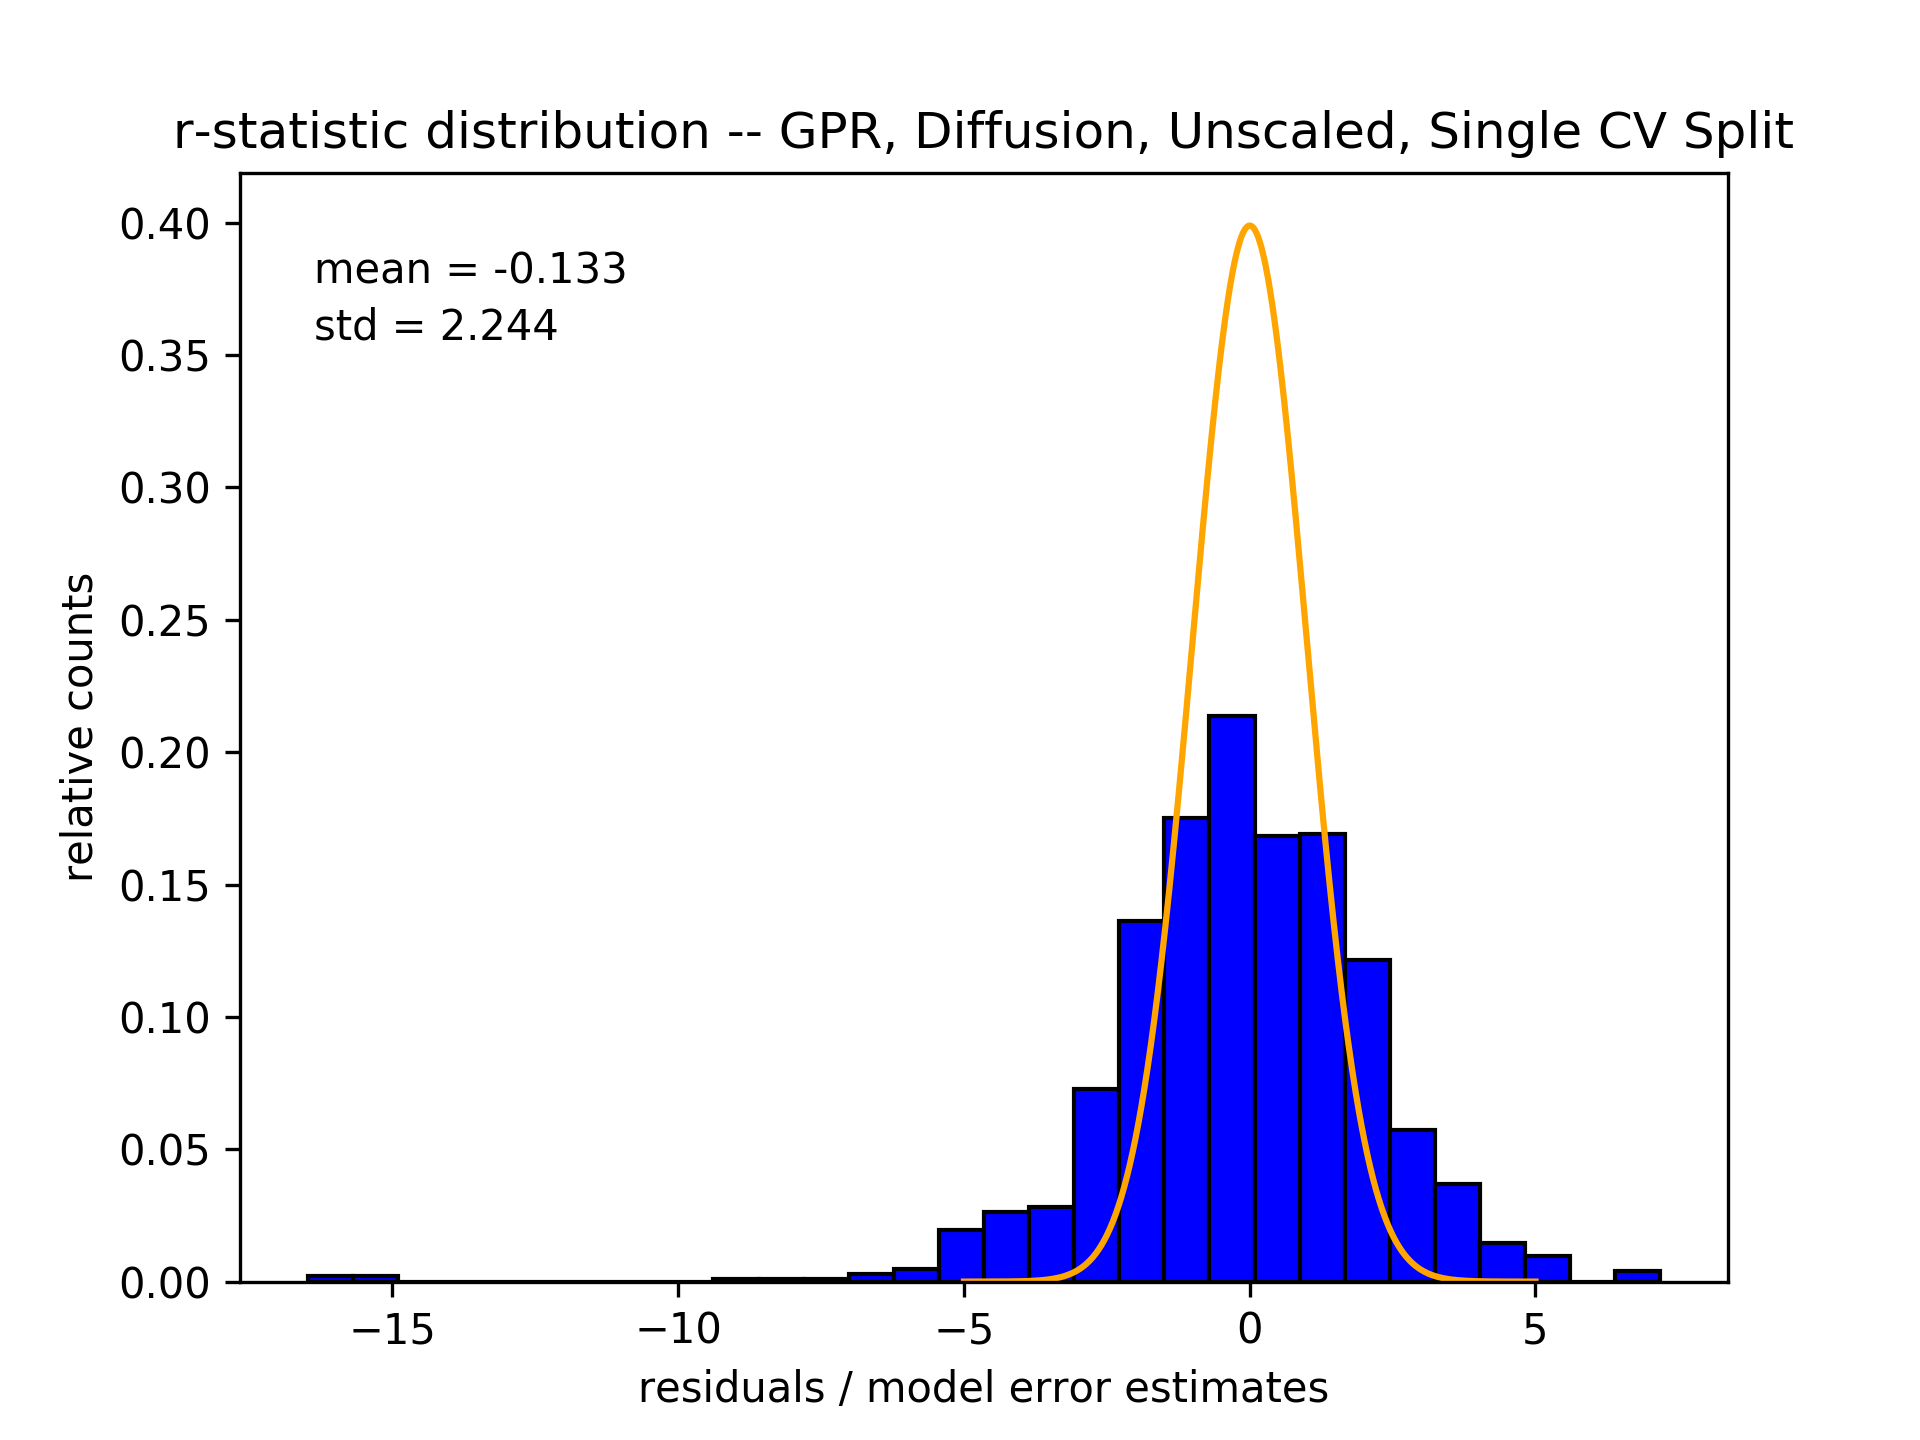 r-statistic distribution -- GPR, Diffusion, Unscaled, Single CV Split
mean = -0.133
std = 2.244
relative counts
0.40
0.35
0.30
0.25
0.20
0.15
0.10
0.05
0.00
−15
−10
−5
0
5
residuals / model error estimates